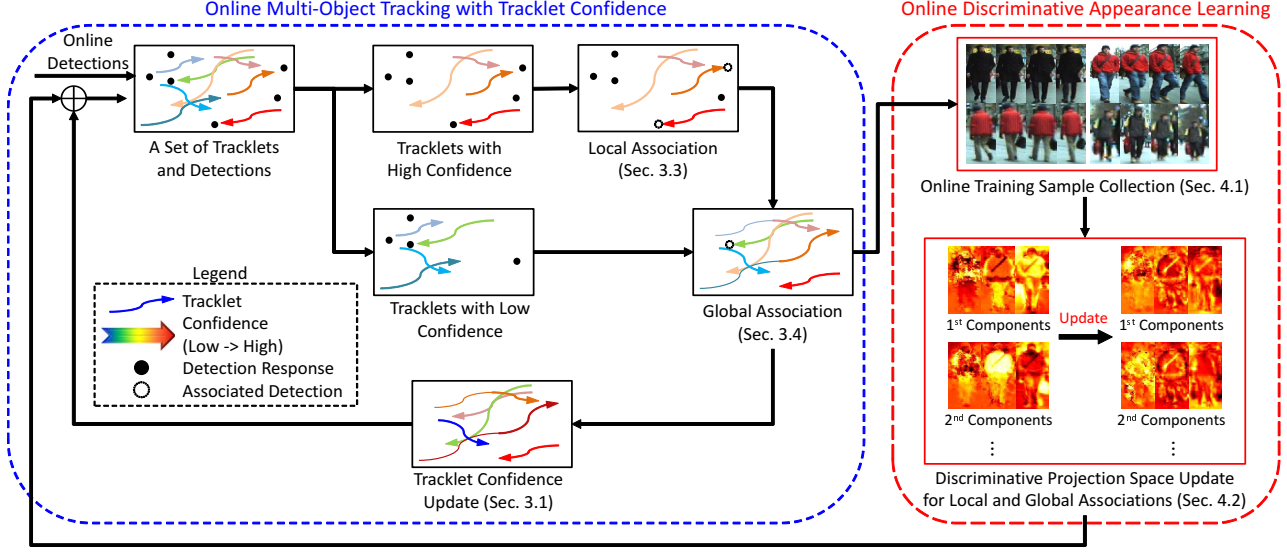 Online Multi-Object Tracking with Tracklet Confidence
Online Discriminative Appearance Learning
Online
Detections
A Set of Tracklets
and Detections
Tracklets with
High Confidence
Local Association
(Sec. 3.3)
Online Training Sample Collection (Sec. 4.1)
Legend
Tracklet
Confidence
(Low -> High)
Detection Response
Associated Detection
Tracklets with Low
Confidence
Global Association
(Sec. 3.4)
Tracklet Confidence
Update (Sec. 3.1)
1st Components
Update
1st Components
2nd Components
2nd Components
⋮
⋮
Discriminative Projection Space Update
for Local and Global Associations (Sec. 4.2)